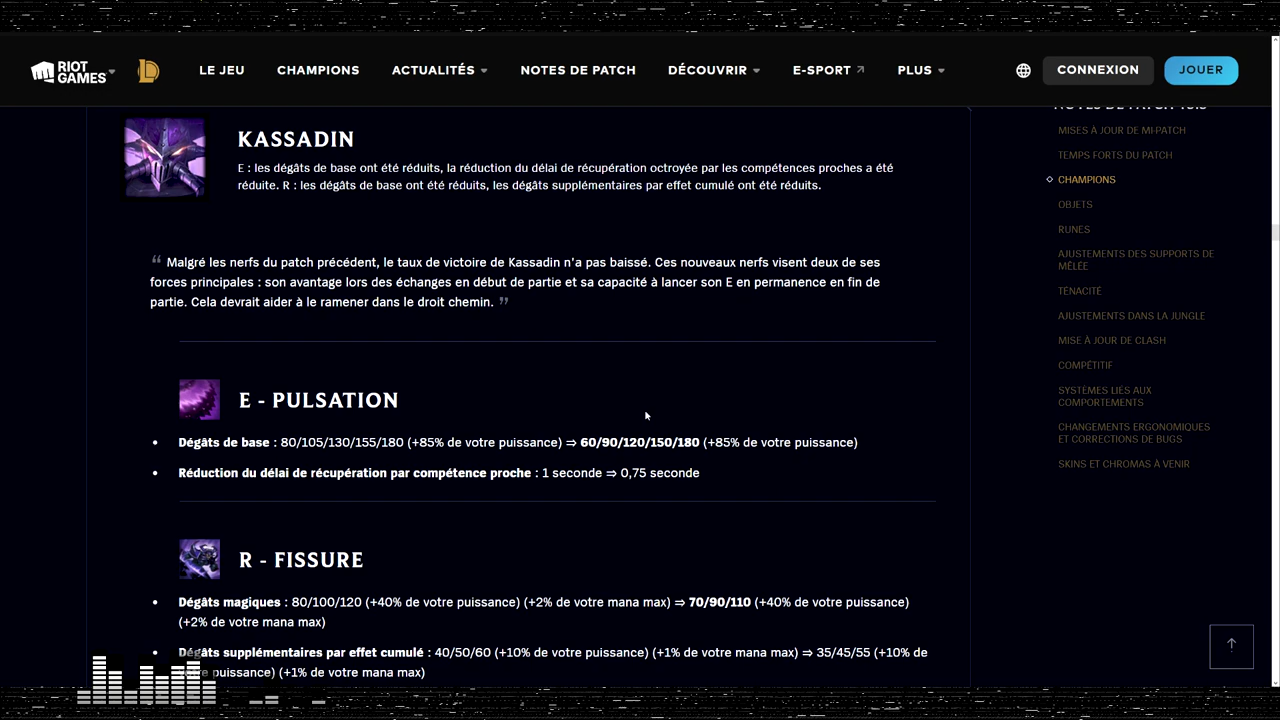 RIOT GAMES
LE JEU
CHAMPIONS
ACTUALITÉS
NOTES DE PATCH
DÉCOUVRIR
E-SPORT
PLUS
CONNEXION
JOUER
KASSADIN
E : les dégâts de base ont été réduits, la réduction du délai de récupération octroyée par les compétences proches a été
réduite. R : les dégâts de base ont été réduits, les dégâts supplémentaires par effet cumulé ont été réduits.
“ Malgré les nerfs du patch précédent, le taux de victoire de Kassadin n’a pas baissé. Ces nouveaux nerfs visent deux de ses
forces principales : son avantage lors des échanges en début de partie et sa capacité à lancer son E en permanence en fin de
partie. Cela devrait aider à le ramener dans le droit chemin. ”
E - PULSATION
• Dégâts de base : 80/105/130/155/180 (+85% de votre puissance) ⇒ 60/90/120/150/180 (+85% de votre puissance)
• Réduction du délai de récupération par compétence proche : 1 seconde ⇒ 0,75 seconde
R - FISSURE
• Dégâts magiques : 80/100/120 (+40% de votre puissance) (+2% de votre mana max) ⇒ 70/90/110 (+40% de votre puissance)
(+2% de votre mana max)
• Dégâts supplémentaires par effet cumulé : 40/50/60 (+10% de votre puissance) (+1% de votre mana max) ⇒ 35/45/55 (+10% de
votre puissance) (+1% de votre mana max)
NOTES DE PATCH
MISES À JOUR DE MI-PATCH
TEMPS FORTS DU PATCH
CHAMPIONS
OBJETS
RUNES
AJUSTEMENTS DES SUPPORTS DE
MÊLÉE
TÉNACITÉ
AJUSTEMENTS DANS LA JUNGLE
MISE À JOUR DE CLASH
COMPÉTITIF
SYSTÈMES LIÉS AUX
COMPORTEMENTS
CHANGEMENTS ERGONOMIQUES
ET CORRECTIONS DE BUGS
SKINS ET CHROMAS À VENIR